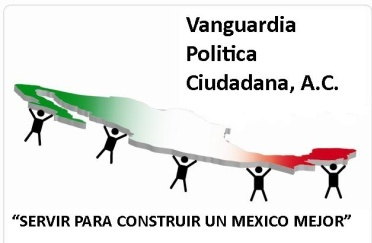 Vanguardia
Politica
Ciudadana, A.C.
“SERVIR PARA CONSTRUIR UN MEXICO MEJOR”